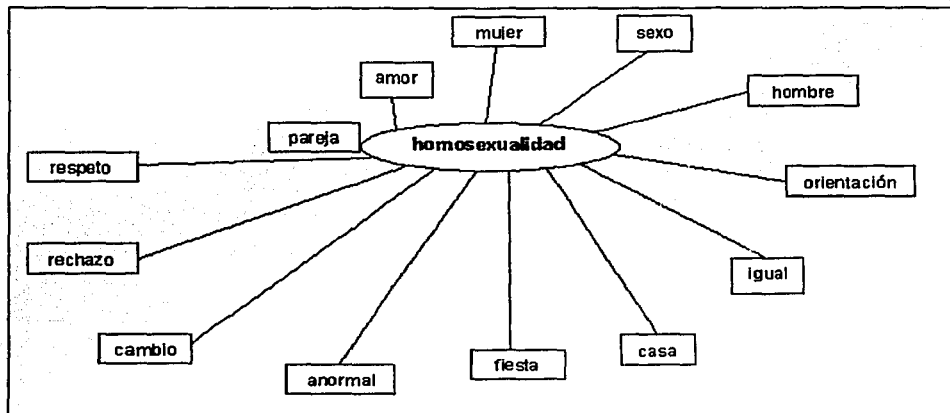 mujer
sexo
amor
hombre
pareja
homosexualidad
respeto
orientación
rechazo
igual
cambio
casa
fiesta
anormal